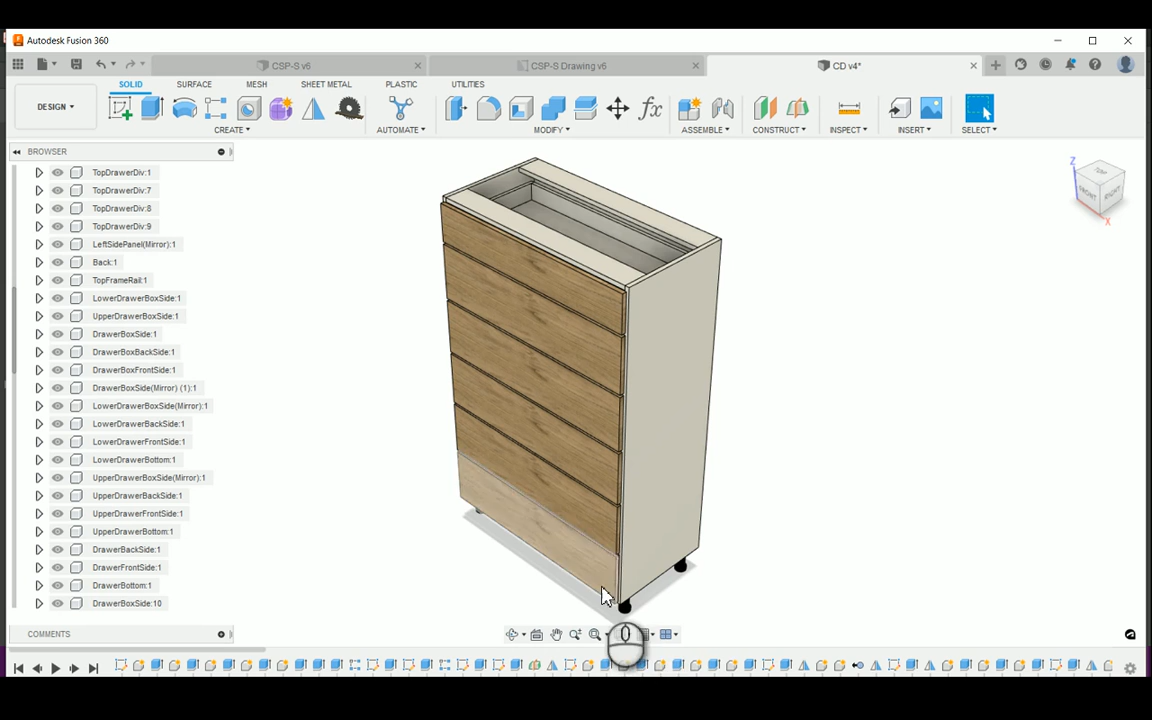 Autodesk Fusion 360
CSP-S v6
CSP-S Drawing v6
CD v4*
DESIGN
SOLID
SURFACE
MESH
SHEET METAL
PLASTIC
UTILITIES
CREATE
AUTOMATE
MODIFY
ASSEMBLE
CONSTRUCT
INSPECT
INSERT
SELECT
BROWSER
TopDrawerDiv:1
TopDrawerDiv:7
TopDrawerDiv:8
TopDrawerDiv:9
LeftSidePanel(Mirror):1
Back:1
TopFrameRail:1
LowerDrawerBoxSide:1
UpperDrawerBoxSide:1
DrawerBoxSide:1
DrawerBoxBackSide:1
DrawerBoxFrontSide:1
DrawerBoxSide(Mirror) (1):1
LowerDrawerBoxSide(Mirror):1
LowerDrawerBackSide:1
LowerDrawerFrontSide:1
LowerDrawerBottom:1
UpperDrawerBoxSide(Mirror):1
UpperDrawerBackSide:1
UpperDrawerFrontSide:1
UpperDrawerBottom:1
DrawerBackSide:1
DrawerFrontSide:1
DrawerBottom:1
DrawerBoxSide:10
COMMENTS
Z
TOP
FRONT
RIGHT
X